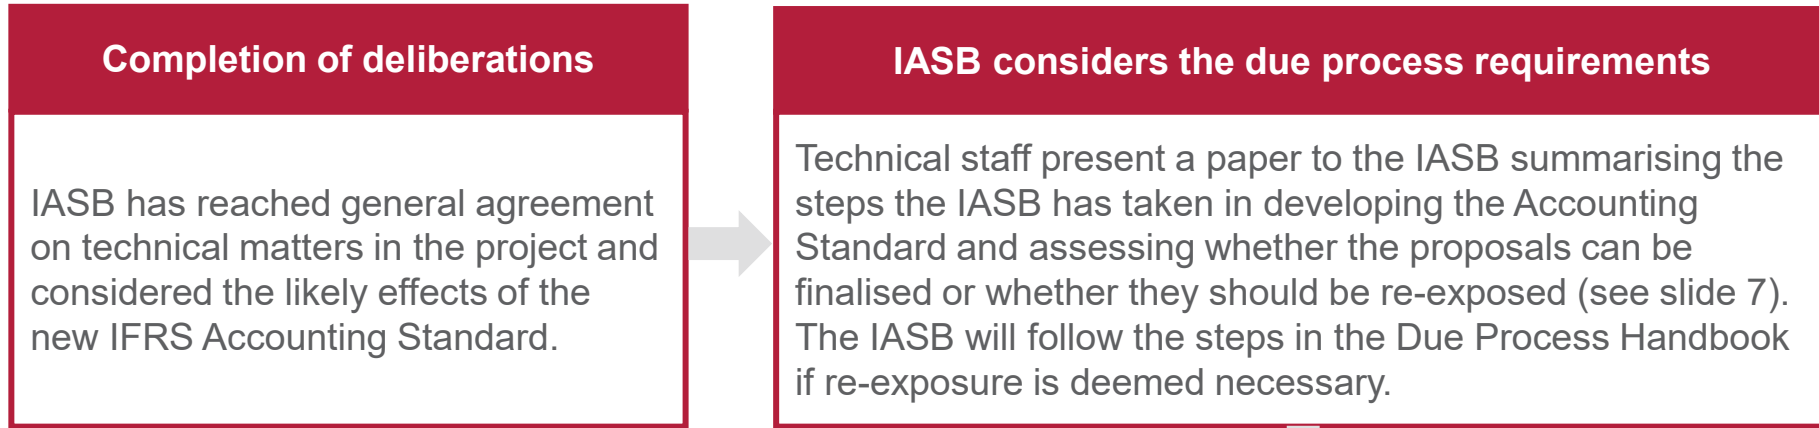 Completion of deliberations
IASB has reached general agreement
on technical matters in the project and
considered the likely effects of the
new IFRS Accounting Standard.
IASB considers the due process requirements
Technical staff present a paper to the IASB summarising the
steps the IASB has taken in developing the Accounting
Standard and assessing whether the proposals can be
finalised or whether they should be re-exposed (see slide 7).
The IASB will follow the steps in the Due Process Handbook
if re-exposure is deemed necessary.